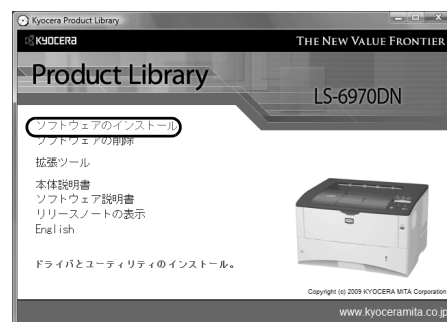 Kyocera Product Library
KYOCERA
THE NEW VALUE FRONTIER
Product Library
LS-6970DN
ソフトウェアのインストール
ソフトウェアの削除
拡張ツール
本体説明書
ソフトウェア説明書
リリースノートの表示
English
ドライバとユーティリティのインストール。
Copyright (c) 2009 KYOCERA MITA Corporation
www.kyoceramita.co.jp